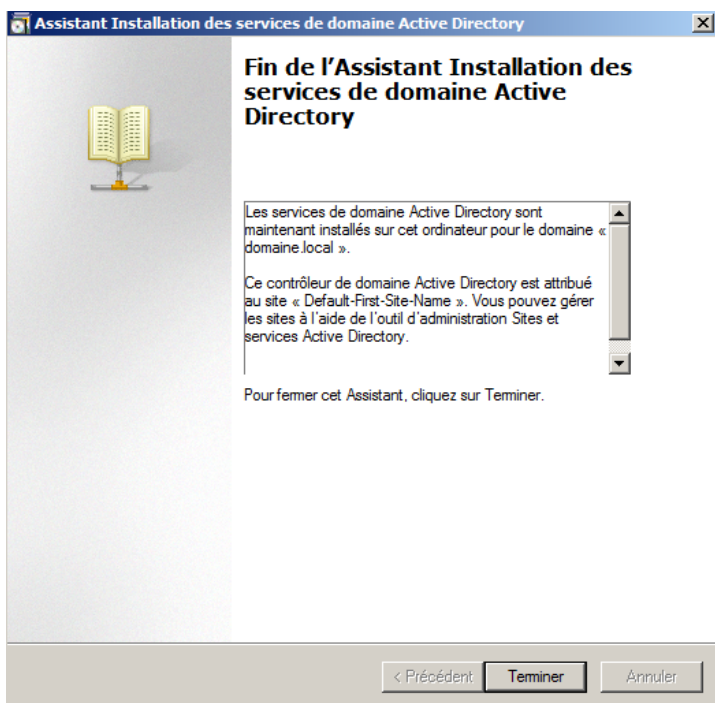 Assistant Installation des services de domaine Active Directory
Fin de l'Assistant Installation des
services de domaine Active
Directory
Les services de domaine Active Directory sont
maintenant installés sur cet ordinateur pour le domaine «
domaine.local ».
Ce contrôleur de domaine Active Directory est attribué
au site « Default-First-Site-Name ». Vous pouvez gérer
les sites à l'aide de l'outil d'administration Sites et
services Active Directory.
Pour fermer cet Assistant, cliquez sur Terminer.
< Précédent
Terminer
Annuler